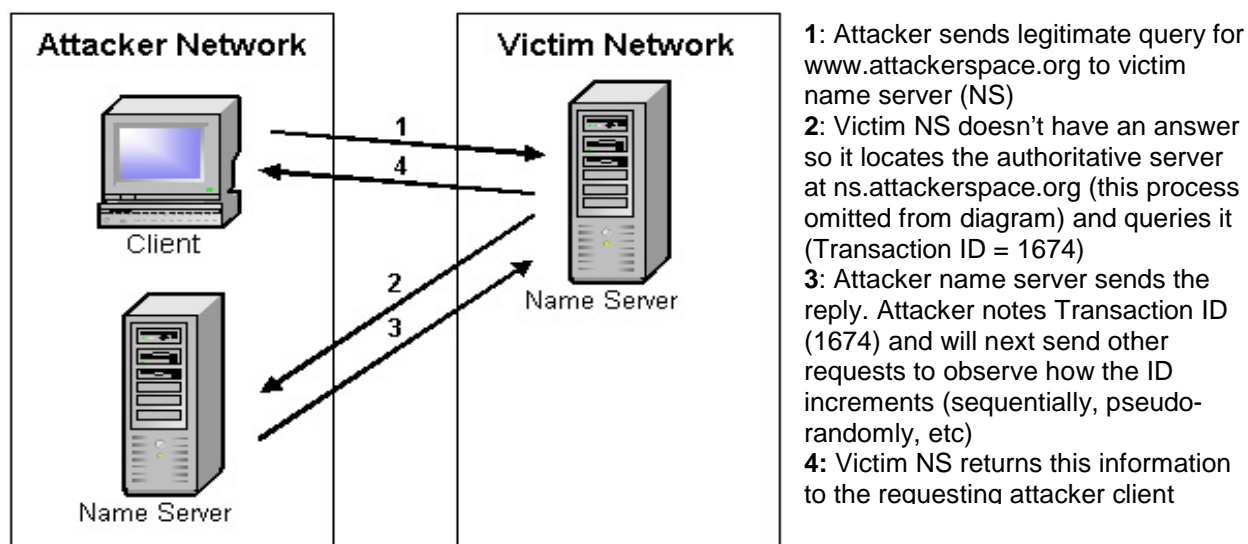 Attacker Network
Victim Network
1
4
Client
2
3
Name Server
Name Server
1: Attacker sends legitimate query for
www.attackerspace.org to victim
name server (NS)
2: Victim NS doesn’t have an answer
so it locates the authoritative server
at ns.attackerspace.org (this process
omitted from diagram) and queries it
(Transaction ID = 1674)
3: Attacker name server sends the
reply. Attacker notes Transaction ID
(1674) and will next send other
requests to observe how the ID
increments (sequentially, pseudo-
randomly, etc)
4: Victim NS returns this information
to the requesting attacker client